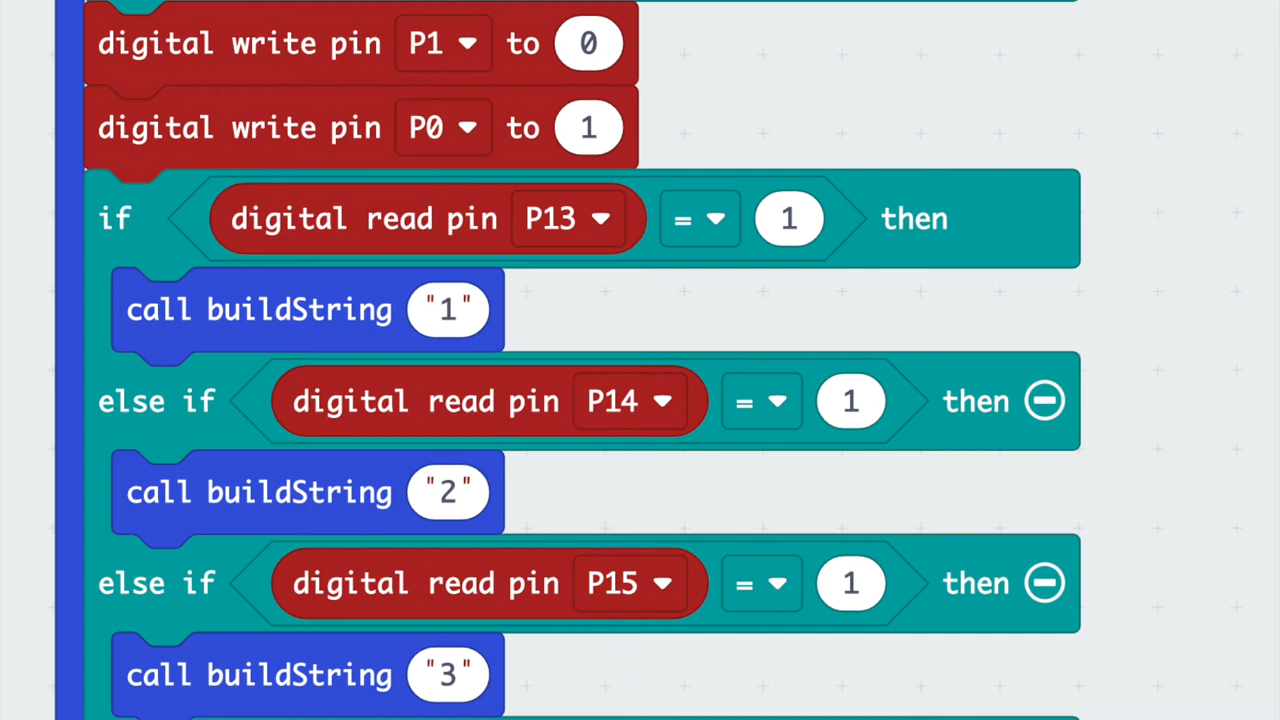 digital write pin P1 to 0
digital write pin P0 to 1
if digital read pin P13 = 1 then
call buildString "1"
else if digital read pin P14 = 1 then
call buildString "2"
else if digital read pin P15 = 1 then
call buildString "3"